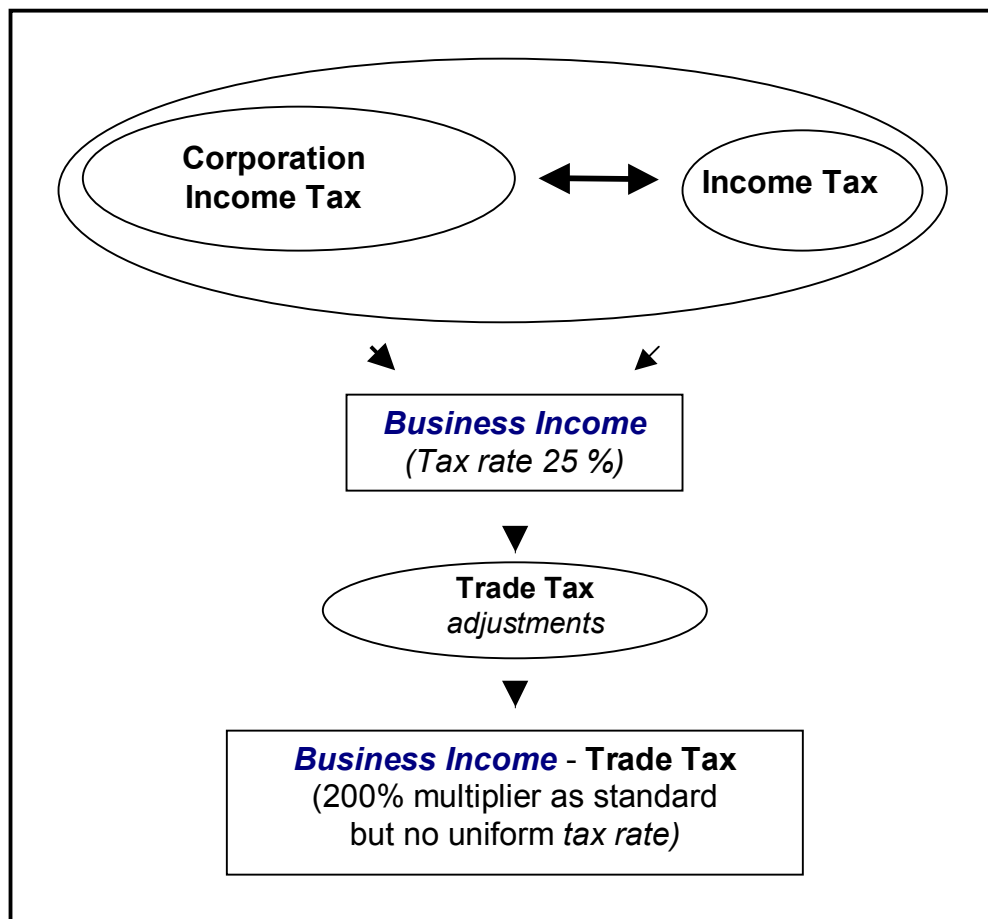 Corporation
Income Tax
Income Tax
Business Income
(Tax rate 25 %)
Trade Tax
adjustments
Business Income - Trade Tax
(200% multiplier as standard
but no uniform tax rate)